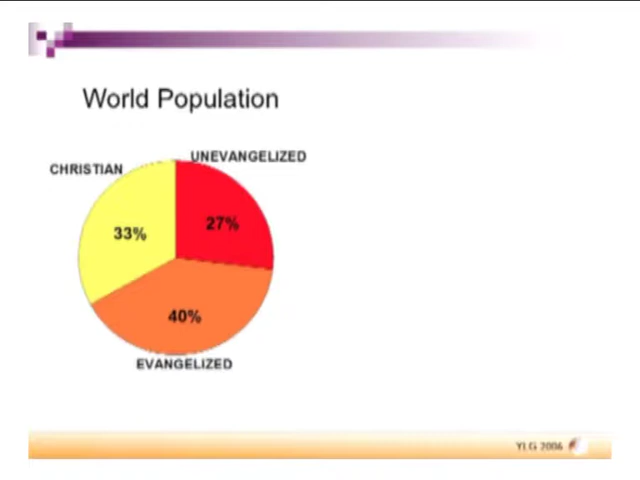 World Population
UNEVANGELIZED
CHRISTIAN
27%
33%
40%
EVANGELIZED
YLG 2006